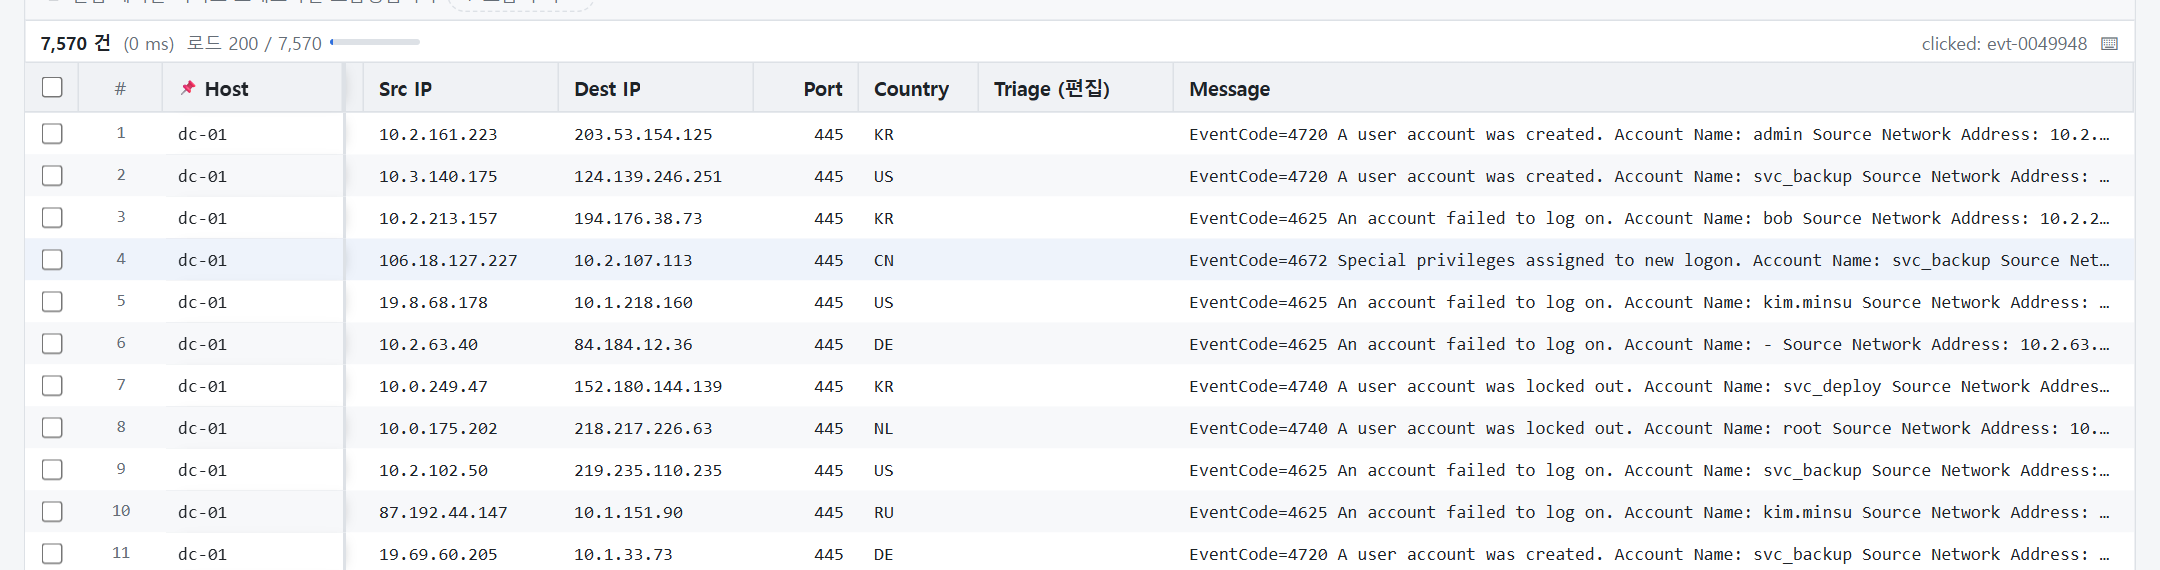 7,570 건 (0 ms) 로드 200 / 7,570 clicked: evt-0049948
# Host Src IP Dest IP Port Country Triage (편집) Message
1 dc-01 10.2.161.223 203.53.154.125 445 KR EventCode=4720 A user account was created. Account Name: admin Source Network Address: 10.2.…
2 dc-01 10.3.140.175 124.139.246.251 445 US EventCode=4720 A user account was created. Account Name: svc_backup Source Network Address: …
3 dc-01 10.2.213.157 194.176.38.73 445 KR EventCode=4625 An account failed to log on. Account Name: bob Source Network Address: 10.2.2…
4 dc-01 106.18.127.227 10.2.107.113 445 CN EventCode=4672 Special privileges assigned to new logon. Account Name: svc_backup Source Net…
5 dc-01 19.8.68.178 10.1.218.160 445 US EventCode=4625 An account failed to log on. Account Name: kim.minsu Source Network Address: …
6 dc-01 10.2.63.40 84.184.12.36 445 DE EventCode=4625 An account failed to log on. Account Name: - Source Network Address: 10.2.63.…
7 dc-01 10.0.249.47 152.180.144.139 445 KR EventCode=4740 A user account was locked out. Account Name: svc_deploy Source Network Addres…
8 dc-01 10.0.175.202 218.217.226.63 445 NL EventCode=4740 A user account was locked out. Account Name: root Source Network Address: 10.…
9 dc-01 10.2.102.50 219.235.110.235 445 US EventCode=4625 An account failed to log on. Account Name: svc_backup Source Network Address:…
10 dc-01 87.192.44.147 10.1.151.90 445 RU EventCode=4625 An account failed to log on. Account Name: kim.minsu Source Network Address: …
11 dc-01 19.69.60.205 10.1.33.73 445 DE EventCode=4720 A user account was created. Account Name: svc_backup Source Network Address: …